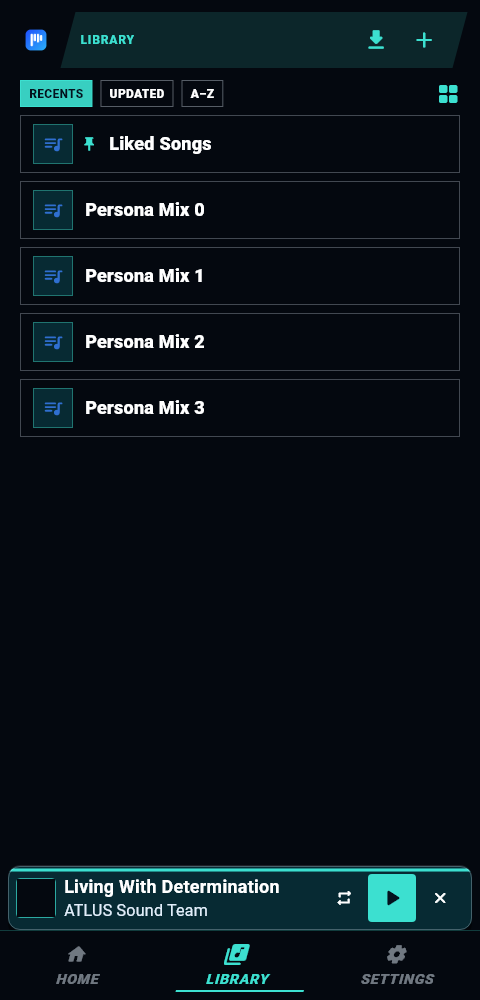 LIBRARY
RECENTS
UPDATED
A–Z
Liked Songs
Persona Mix 0
Persona Mix 1
Persona Mix 2
Persona Mix 3
Living With Determination
ATLUS Sound Team
HOME
LIBRARY
SETTINGS